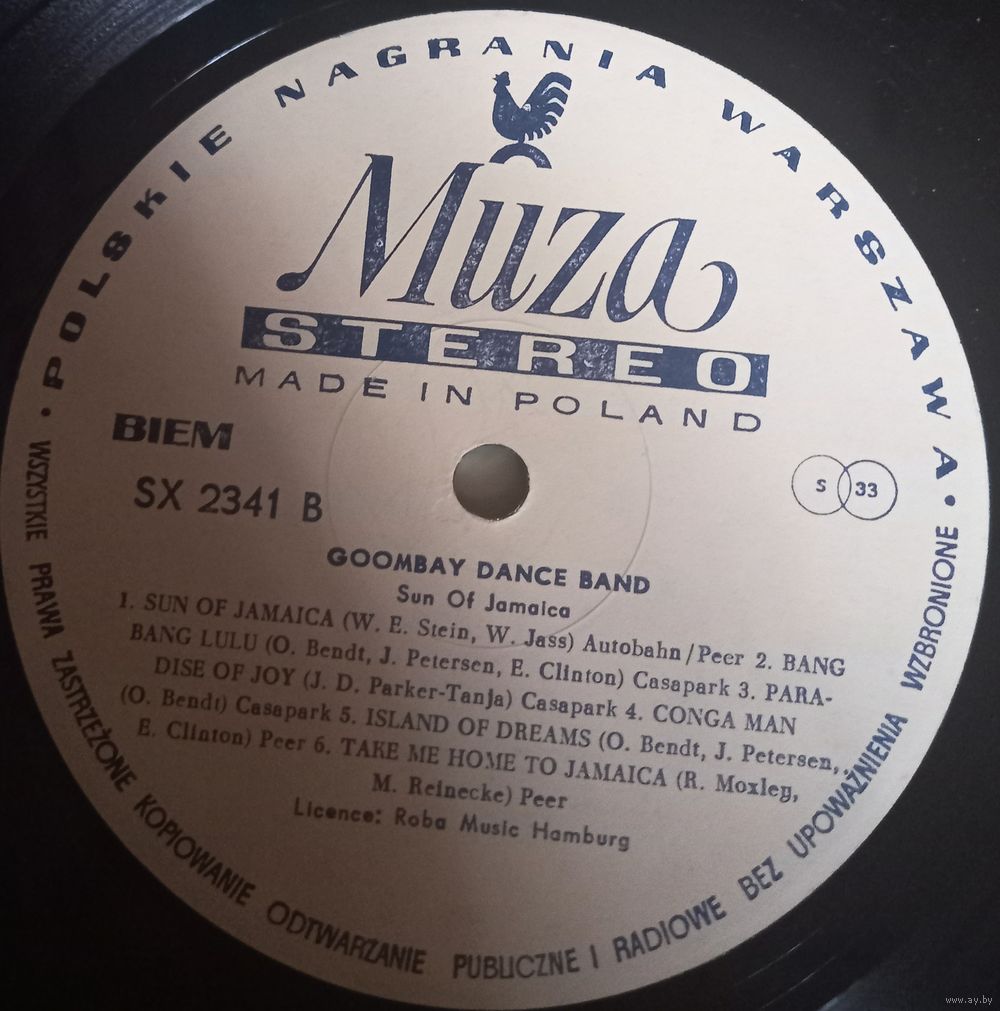 • POLSKIE NAGRANIA WARSZAWA •
Muza
STEREO
MADE IN POLAND
BIEM
SX 2341 B
S 33
GOOMBAY DANCE BAND
Sun Of Jamaica
1. SUN OF JAMAICA (W. E. Stein, W. Jass) Autobahn/Peer 2. BANG
BANG LULU (O. Bendt, J. Petersen, E. Clinton) Casapark 3. PARA-
DISE OF JOY (J. D. Parker-Tanja) Casapark 4. CONGA MAN
(O. Bendt) Casapark 5. ISLAND OF DREAMS (O. Bendt, J. Petersen,
E. Clinton) Peer 6. TAKE ME HOME TO JAMAICA (R. Moxley,
M. Reinecke) Peer
Licence: Roba Music Hamburg
WSZYSTKIE PRAWA ZASTRZEŻONE KOPIOWANIE ODTWARZANIE PUBLICZNE I RADIOWE BEZ UPOWAŻNIENIA WZBRONIONE
www.ay.by